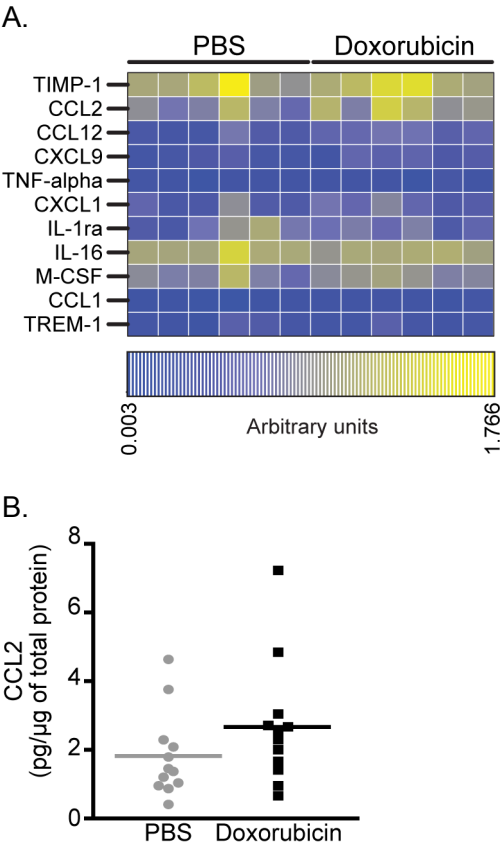 A.
PBS Doxorubicin
TIMP-1
CCL2
CCL12
CXCL9
TNF-alpha
CXCL1
IL-1ra
IL-16
M-CSF
CCL1
TREM-1
0.003 Arbitrary units 1.766
B.
CCL2
(pg/µg of total protein)
8
6
4
2
0
PBS Doxorubicin